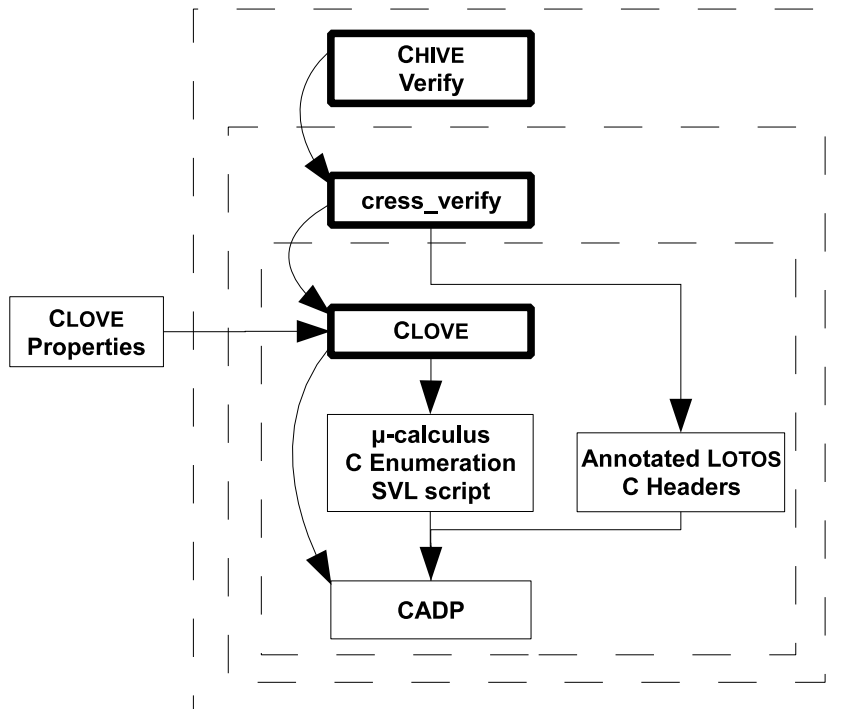 CHIVE
Verify
cress_verify
CLOVE
Properties
CLOVE
µ-calculus
C Enumeration
SVL script
Annotated LOTOS
C Headers
CADP